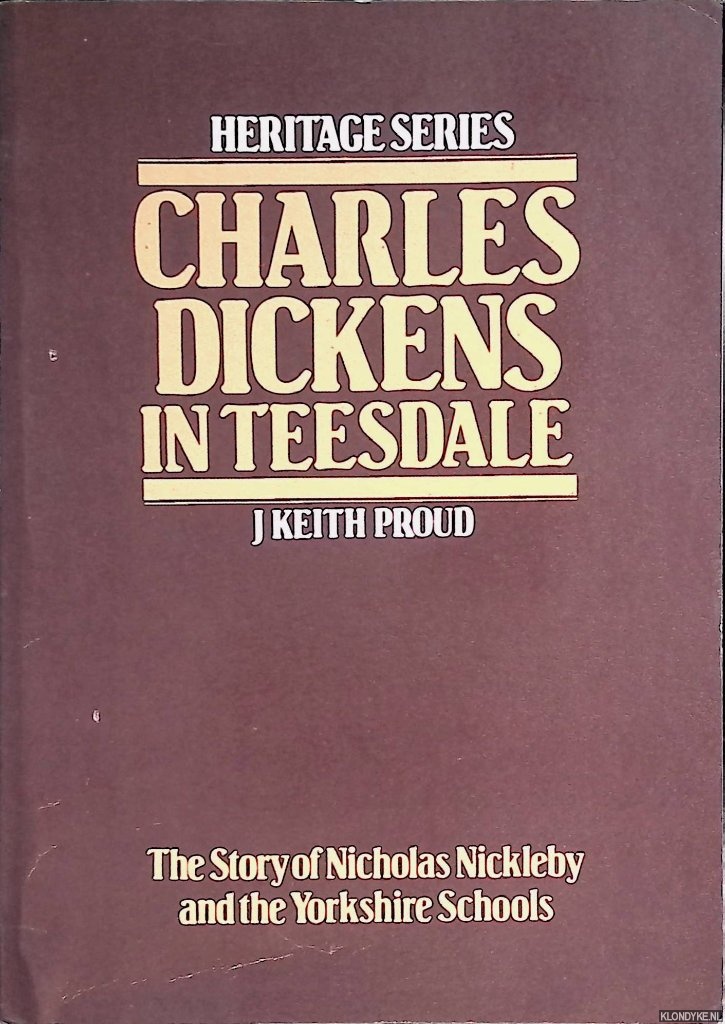 HERITAGE SERIES
CHARLES
DICKENS
IN TEESDALE
J KEITH PROUD
The Story of Nicholas Nickleby
and the Yorkshire Schools
KLONDYKE.NL